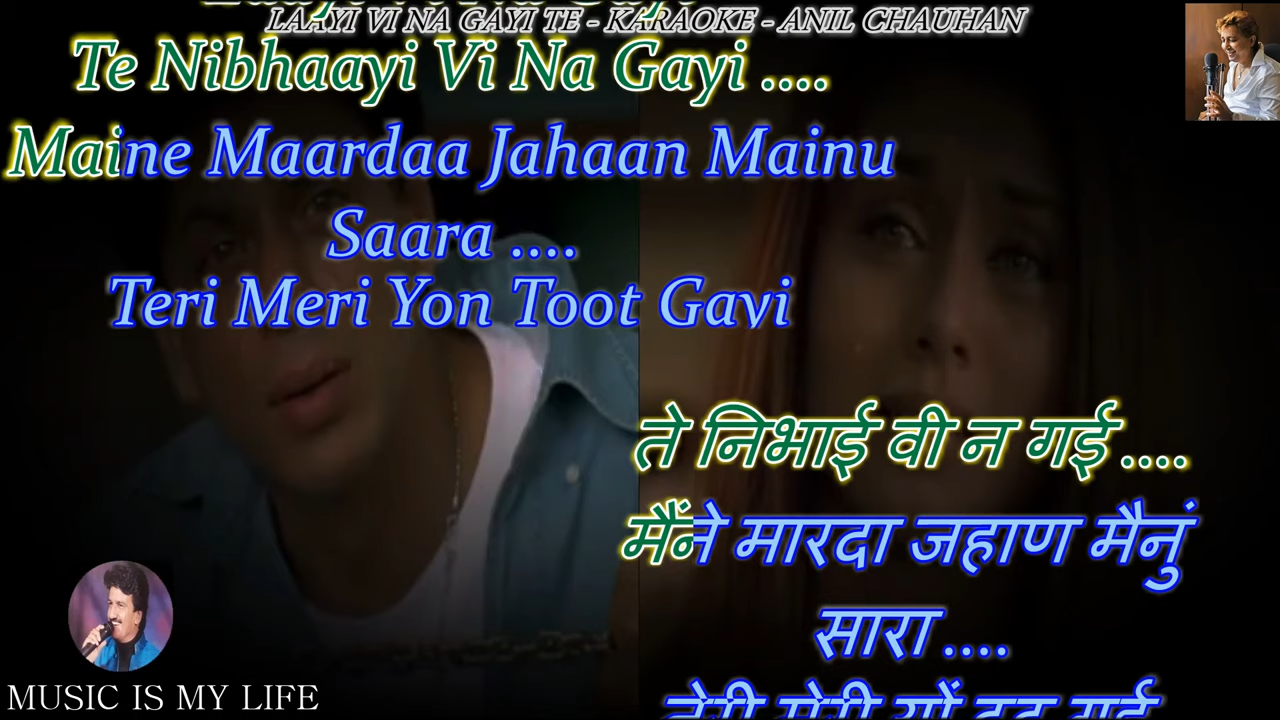 LAAYI VI NA GAYI TE - KARAOKE - ANIL CHAUHAN
Te Nibhaayi Vi Na Gayi ....
Maine Maardaa Jahaan Mainu
Saara ....
Teri Meri Yon Toot Gayi
ते निभाई वी न गई ....
मैंने मारदा जहाण मैनुं
सारा ....
तेरी मेरी यों टूट गई
MUSIC IS MY LIFE